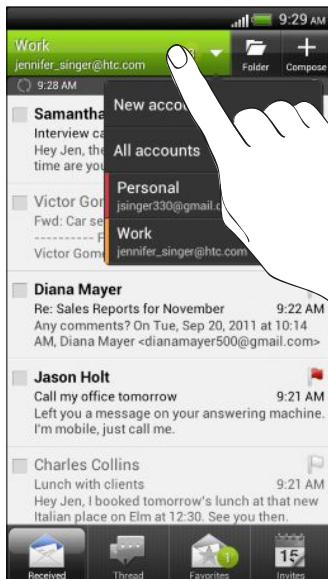 9:29 AM
Work
jennifer_singer@htc.com
Folder
Compose
9:28 AM
New
All accounts
Personal
jsinger330@gmail.c
Work
jennifer_singer@htc.com
Samantha
Interview
Hey Jen, the
time are you
Victor
Fwd: Car
---------- F
Victor
Diana Mayer
Re: Sales Reports for November 9:22 AM
Any comments? On Tue, Sep 20, 2011 at 10:14
AM, Diana Mayer <dianamayer500@gmail.com>
Jason Holt
Call my office tomorrow 9:21 AM
Left you a message on your answering machine.
I'm mobile, just call me.
Charles Collins
Lunch with clients 9:21 AM
Hey Jen, I booked tomorrow's lunch at that new
Italian place on Elm at 12:30. See you then.
1
15
Received
Thread
Favorites
Invites